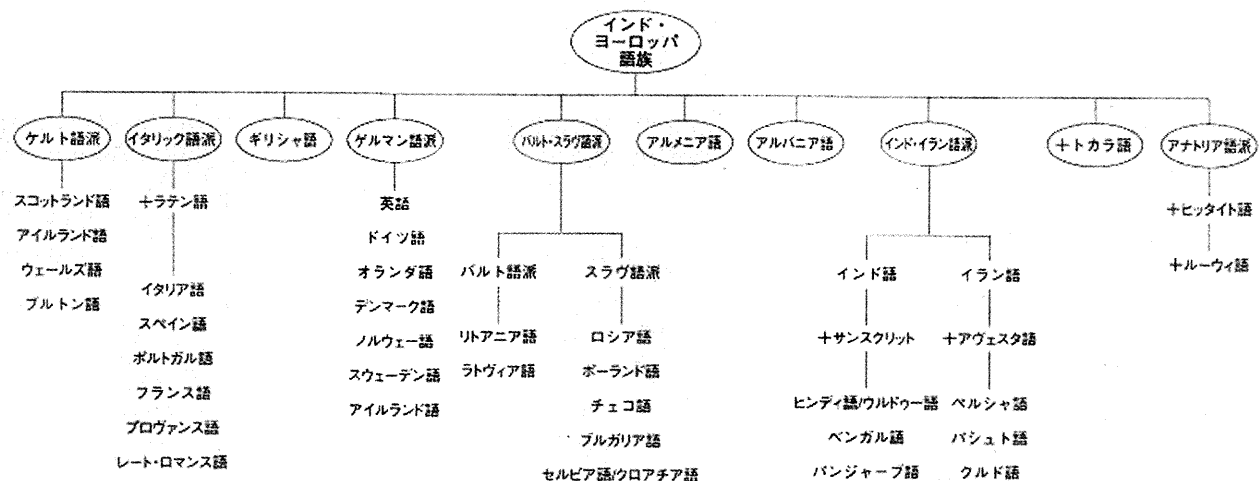 インド・
ヨーロッパ
語族
ケルト語派
イタリック語派
ギリシャ語
ゲルマン語派
バルト・スラヴ語派
アルメニア語
アルバニア語
インド・イラン語派
＋トカラ語
アナトリア語派
スコットランド語
アイルランド語
ウェールズ語
ブルトン語
＋ラテン語
イタリア語
スペイン語
ポルトガル語
フランス語
プロヴァンス語
レート・ロマンス語
英語
ドイツ語
オランダ語
デンマーク語
ノルウェー語
スウェーデン語
アイルランド語
バルト語派
リトアニア語
ラトヴィア語
スラヴ語派
ロシア語
ポーランド語
チェコ語
ブルガリア語
セルビア語/クロアチア語
インド語
＋サンスクリット
ヒンディ語/ウルドゥー語
ベンガル語
パンジャーブ語
イラン語
＋アヴェスタ語
ペルシャ語
パシュト語
クルド語
＋ヒッタイト語
＋ルーウィ語